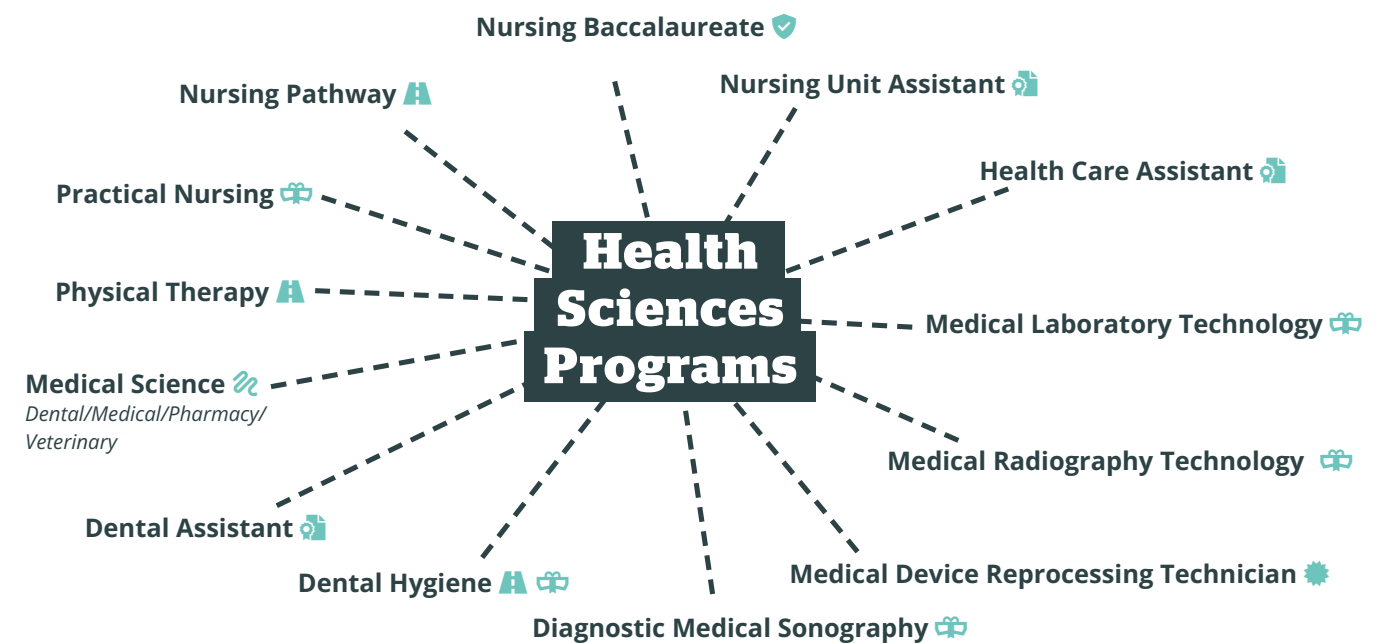 Nursing Baccalaureate
Nursing Unit Assistant
Nursing Pathway
Health Care Assistant
Practical Nursing
Health
Sciences
Programs
Physical Therapy
Medical Laboratory Technology
Medical Science
Dental/Medical/Pharmacy/
Veterinary
Medical Radiography Technology
Dental Assistant
Medical Device Reprocessing Technician
Dental Hygiene
Diagnostic Medical Sonography